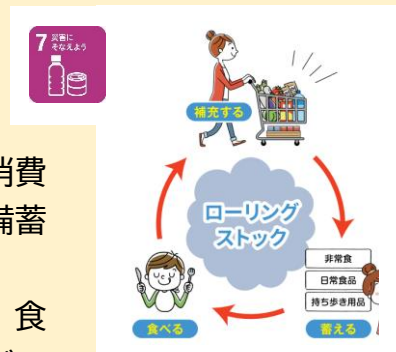 7 災害に
そなえよう
補充する
消費
備蓄
ローリング
ストック
非常食
日常食品
持ち歩き用品
食
食べる
蓄える